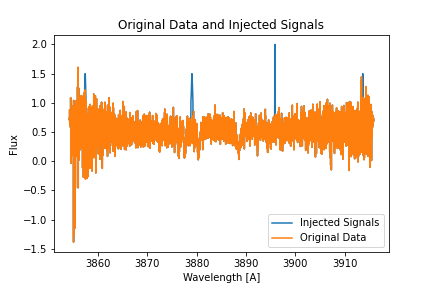 Original Data and Injected Signals
2.0
1.5
1.0
0.5
0.0
−0.5
−1.0
−1.5
Flux
Injected Signals
Original Data
3860 3870 3880 3890 3900 3910
Wavelength [A]